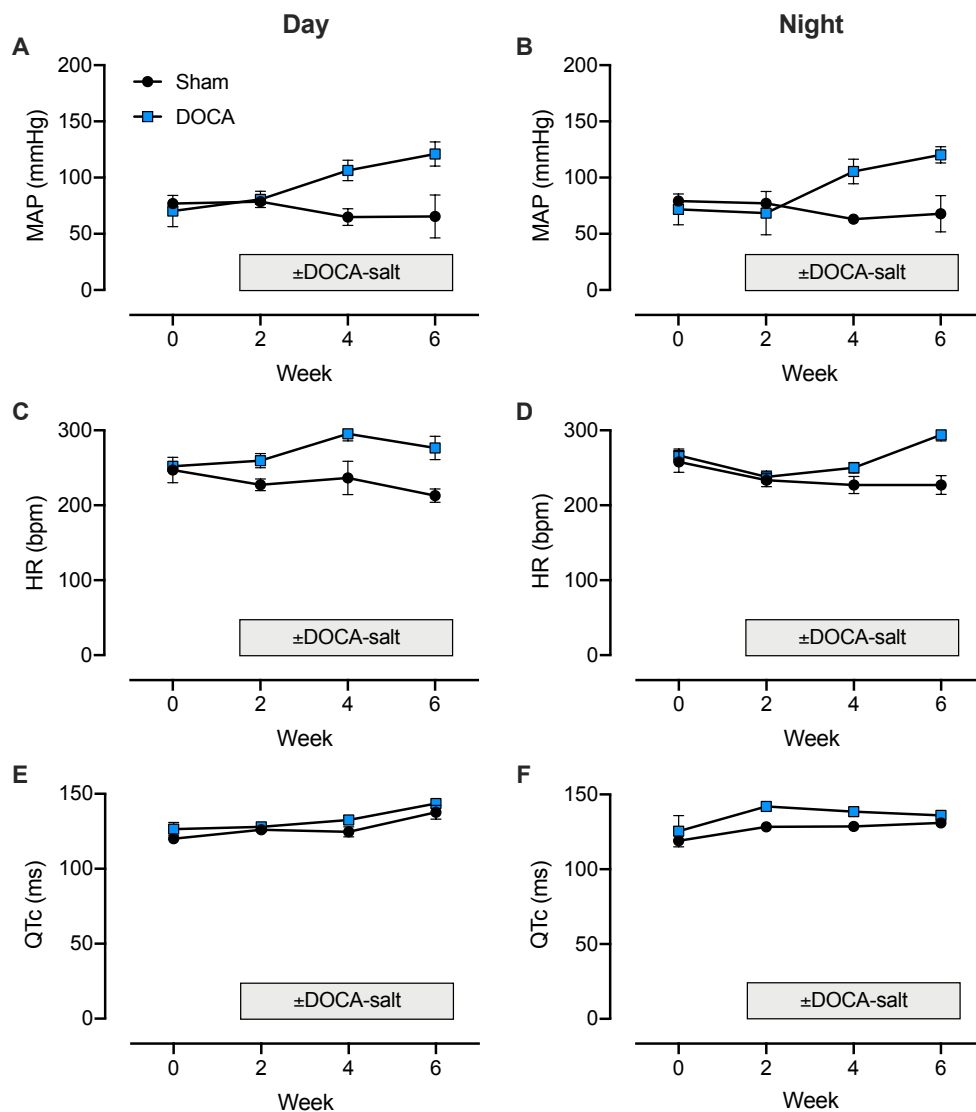 Day
Night
A
200
150
100
50
0
MAP (mmHg)
Sham
DOCA
±DOCA-salt
0 2 4 6
Week
B
200
150
100
50
0
MAP (mmHg)
±DOCA-salt
0 2 4 6
Week
C
300
200
100
0
HR (bpm)
±DOCA-salt
0 2 4 6
Week
D
300
200
100
0
HR (bpm)
±DOCA-salt
0 2 4 6
Week
E
150
100
50
0
QTc (ms)
±DOCA-salt
0 2 4 6
Week
F
150
100
50
0
QTc (ms)
±DOCA-salt
0 2 4 6
Week